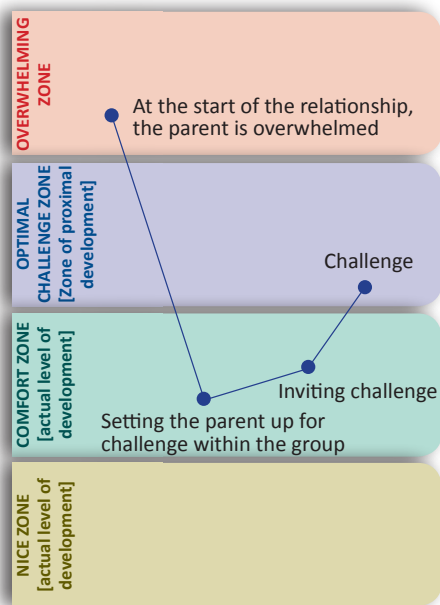 OVERWHELMING
ZONE
At the start of the relationship,
the parent is overwhelmed
OPTIMAL
CHALLENGE ZONE
[Zone of proximal
development]
Challenge
COMFORT ZONE
[actual level of
development]
Inviting challenge
Setting the parent up for
challenge within the group
NICE ZONE
[actual level of
development]